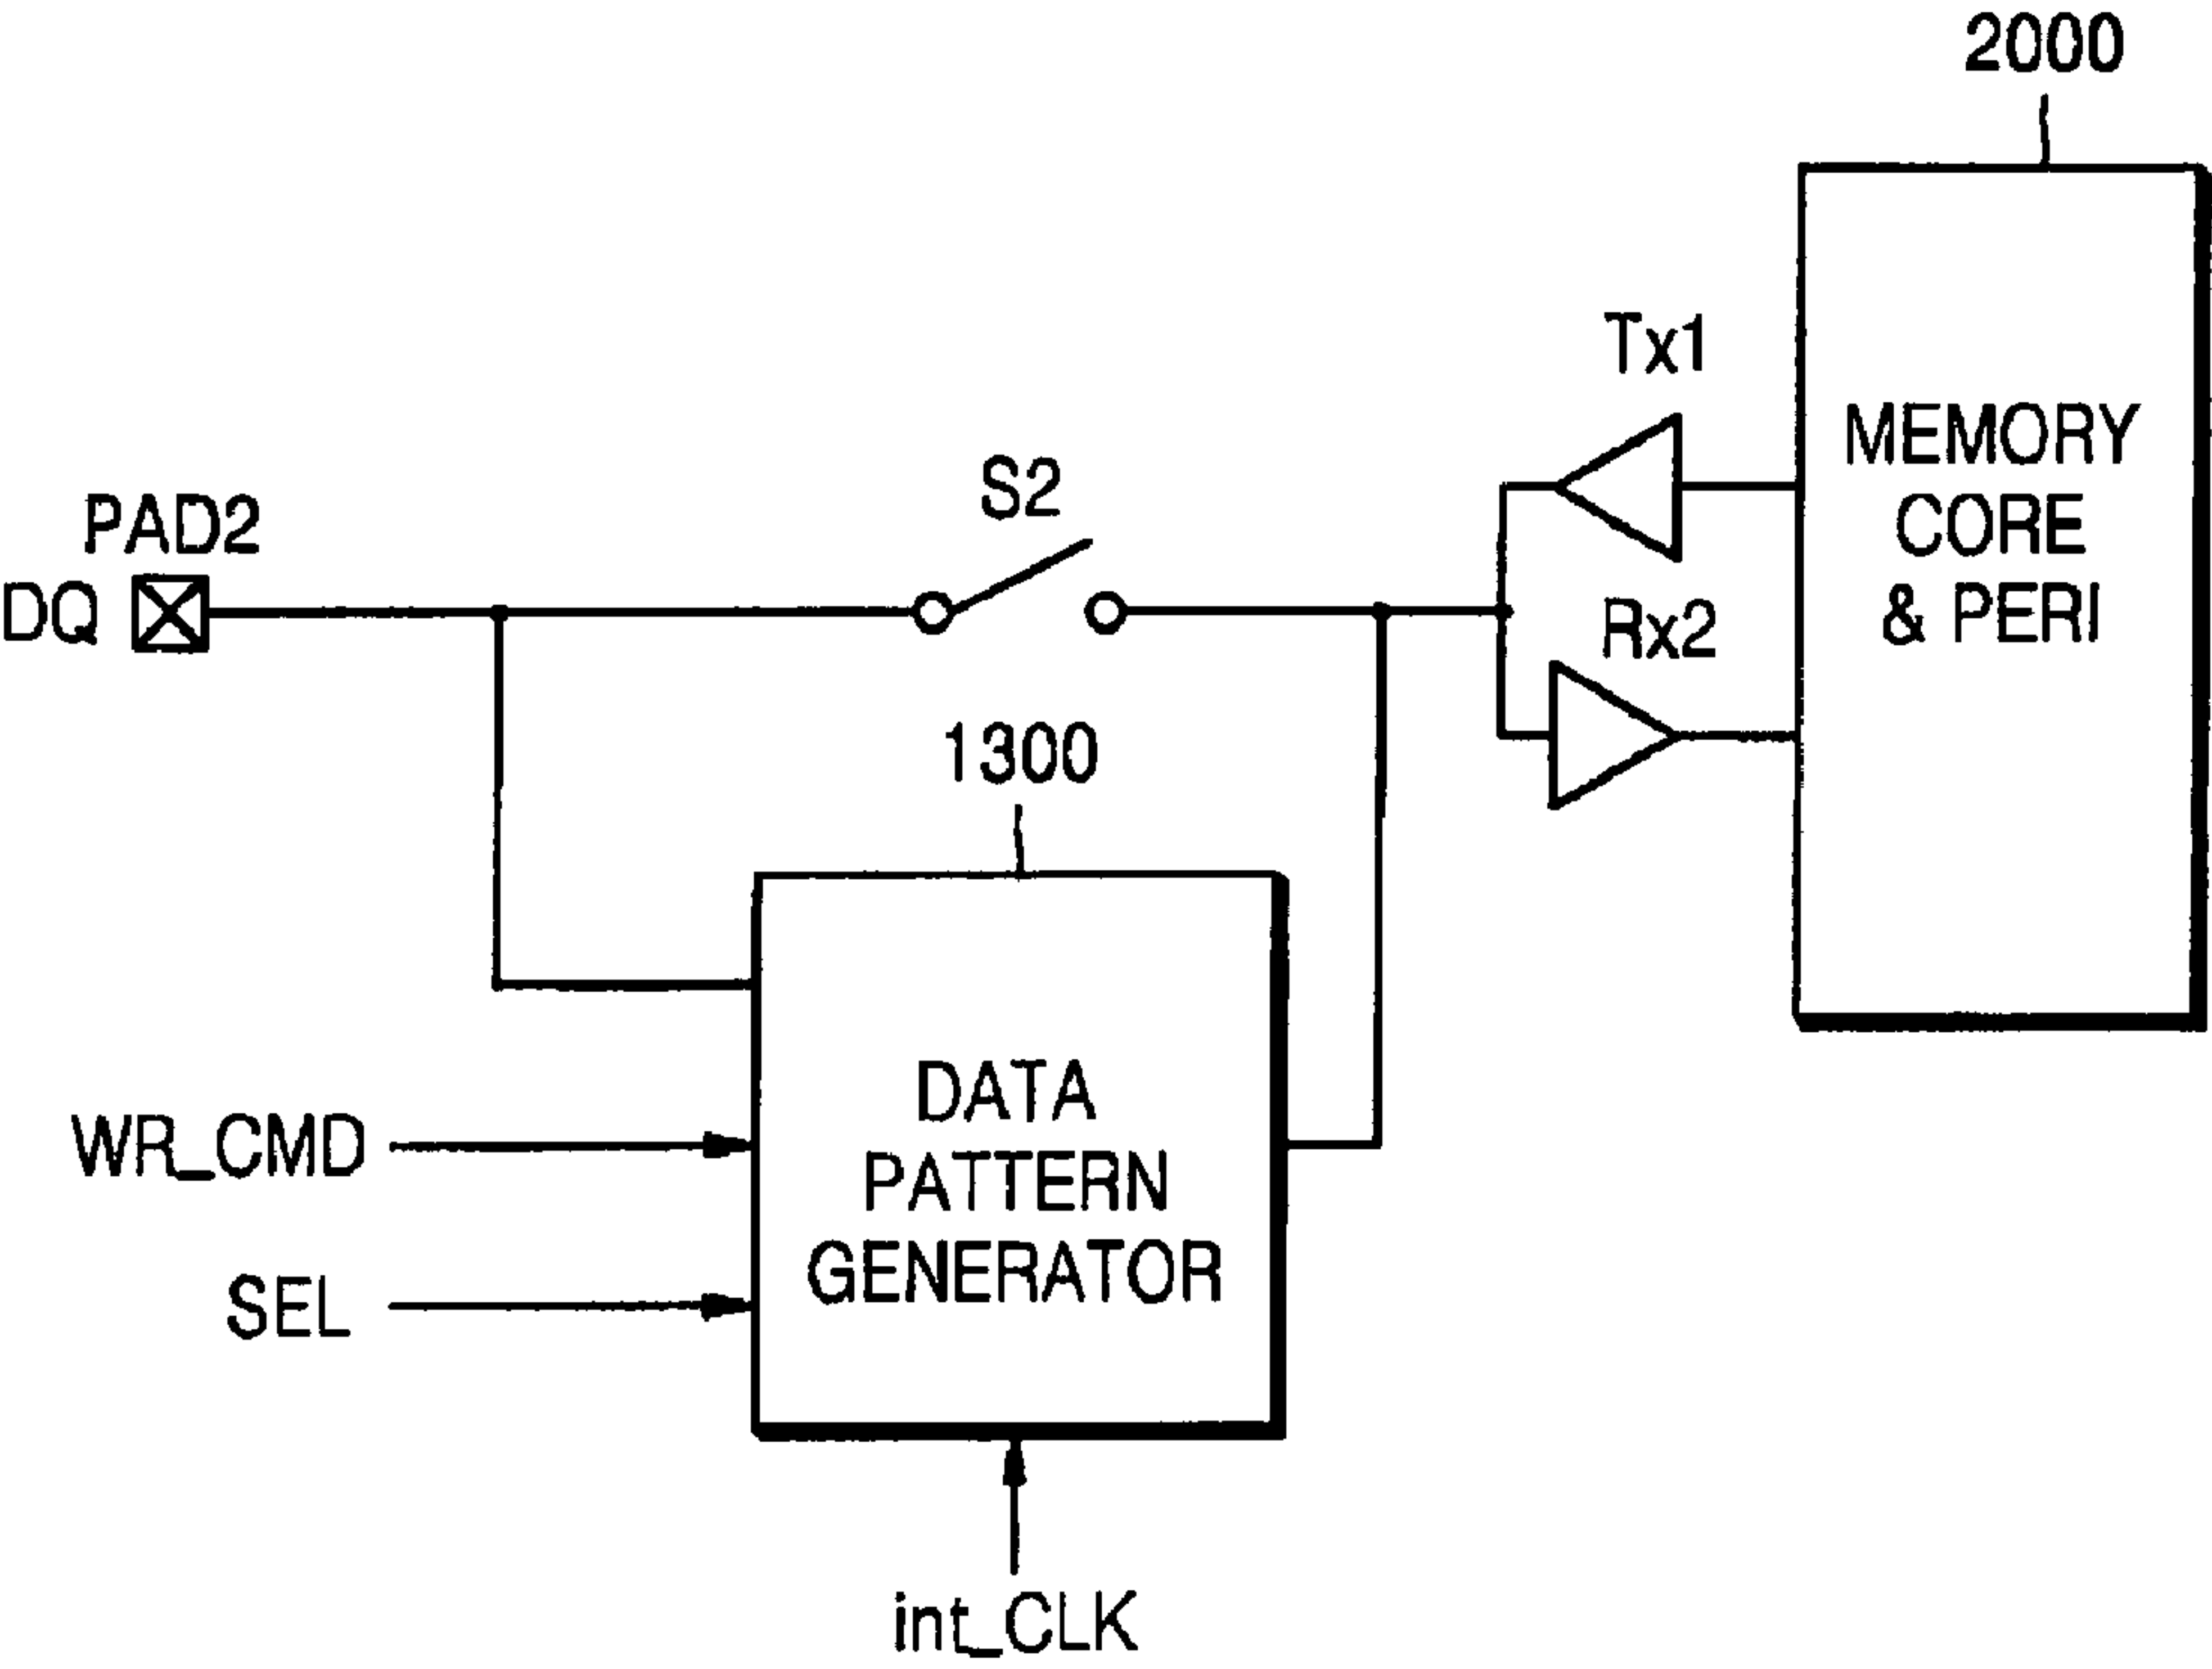 2000
Tx1
MEMORY
CORE
& PERI
S2
PAD2
DQ
Rx2
1300
DATA
PATTERN
GENERATOR
WR_CMD
SEL
int_CLK